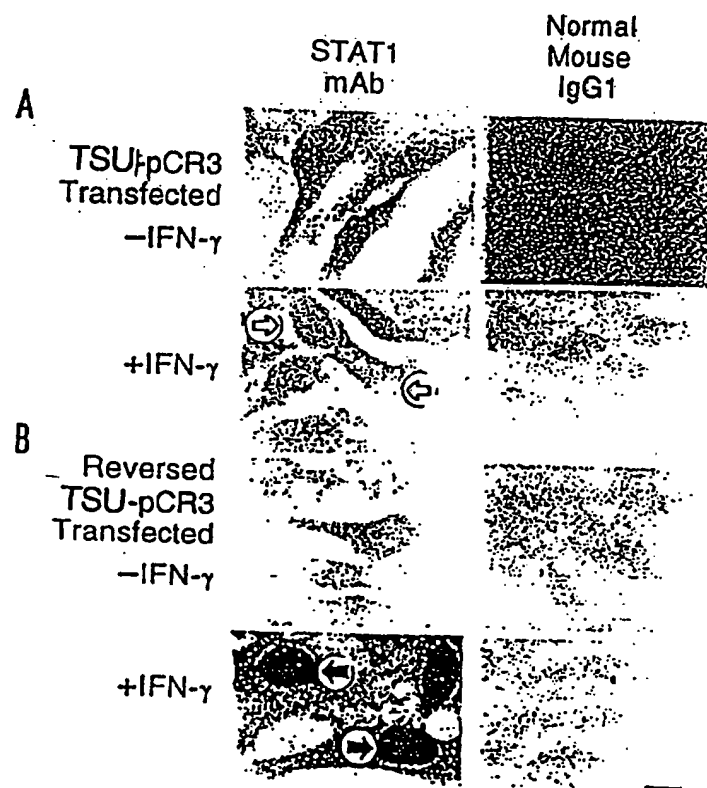 STAT1
mAb
Normal
Mouse
IgG1
A
TSU-pCR3
Transfected
−IFN-γ
+IFN-γ
B
Reversed
TSU-pCR3
Transfected
−IFN-γ
+IFN-γ